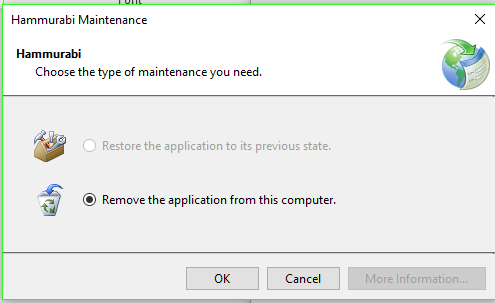 Font
Hammurabi Maintenance
Hammurabi
Choose the type of maintenance you need.
Restore the application to its previous state.
Remove the application from this computer.
OK Cancel More Information...